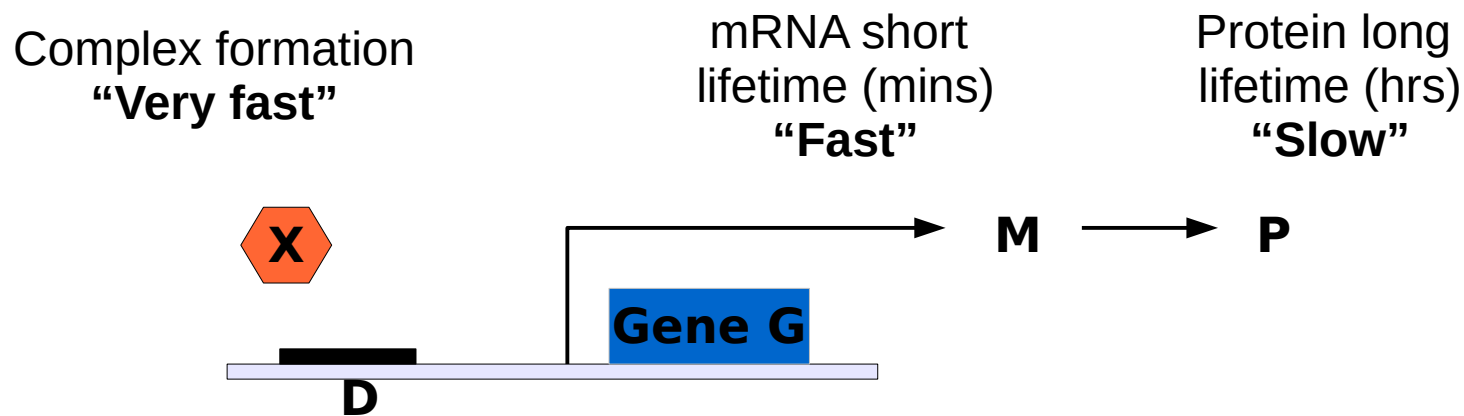 Complex formation
“Very fast”
mRNA short
lifetime (mins)
“Fast”
Protein long
lifetime (hrs)
“Slow”
X
M
P
Gene G
D